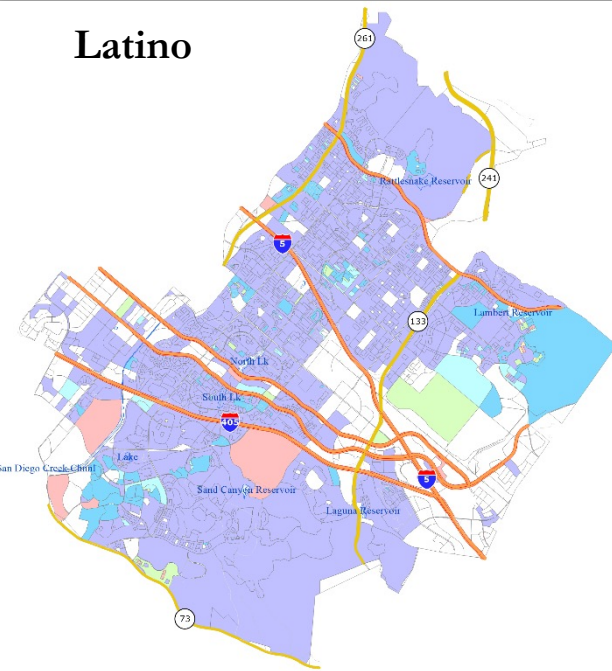 Latino
261
Rattlesnake Reservoir
241
5
Lambert Reservoir
133
North Lk
South Lk
405
Lake
San Diego Creek Chnnl
Sand Canyon Reservoir
5
Laguna Reservoir
73